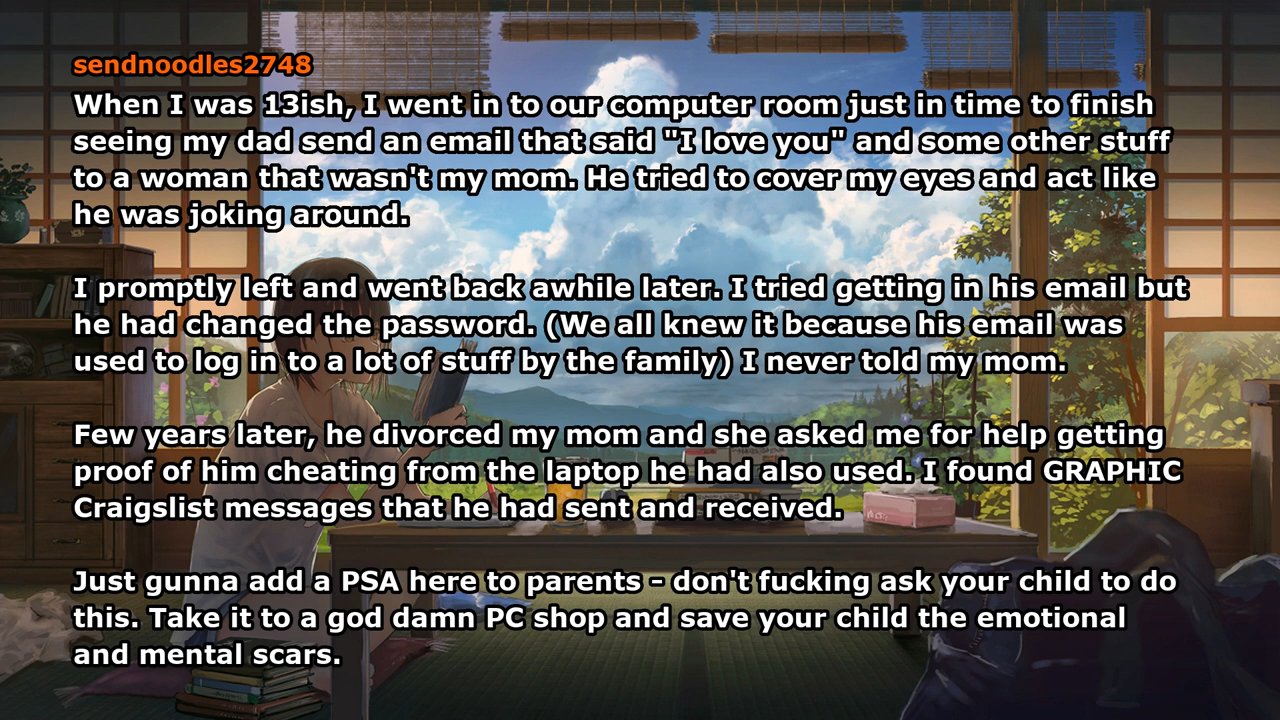 sendnoodles2748
When I was 13ish, I went in to our computer room just in time to finish
seeing my dad send an email that said "I love you" and some other stuff
to a woman that wasn't my mom. He tried to cover my eyes and act like
he was joking around.
I promptly left and went back awhile later. I tried getting in his email but
he had changed the password. (We all knew it because his email was
used to log in to a lot of stuff by the family) I never told my mom.
Few years later, he divorced my mom and she asked me for help getting
proof of him cheating from the laptop he had also used. I found GRAPHIC
Craigslist messages that he had sent and received.
Just gunna add a PSA here to parents - don't fucking ask your child to do
this. Take it to a god damn PC shop and save your child the emotional
and mental scars.